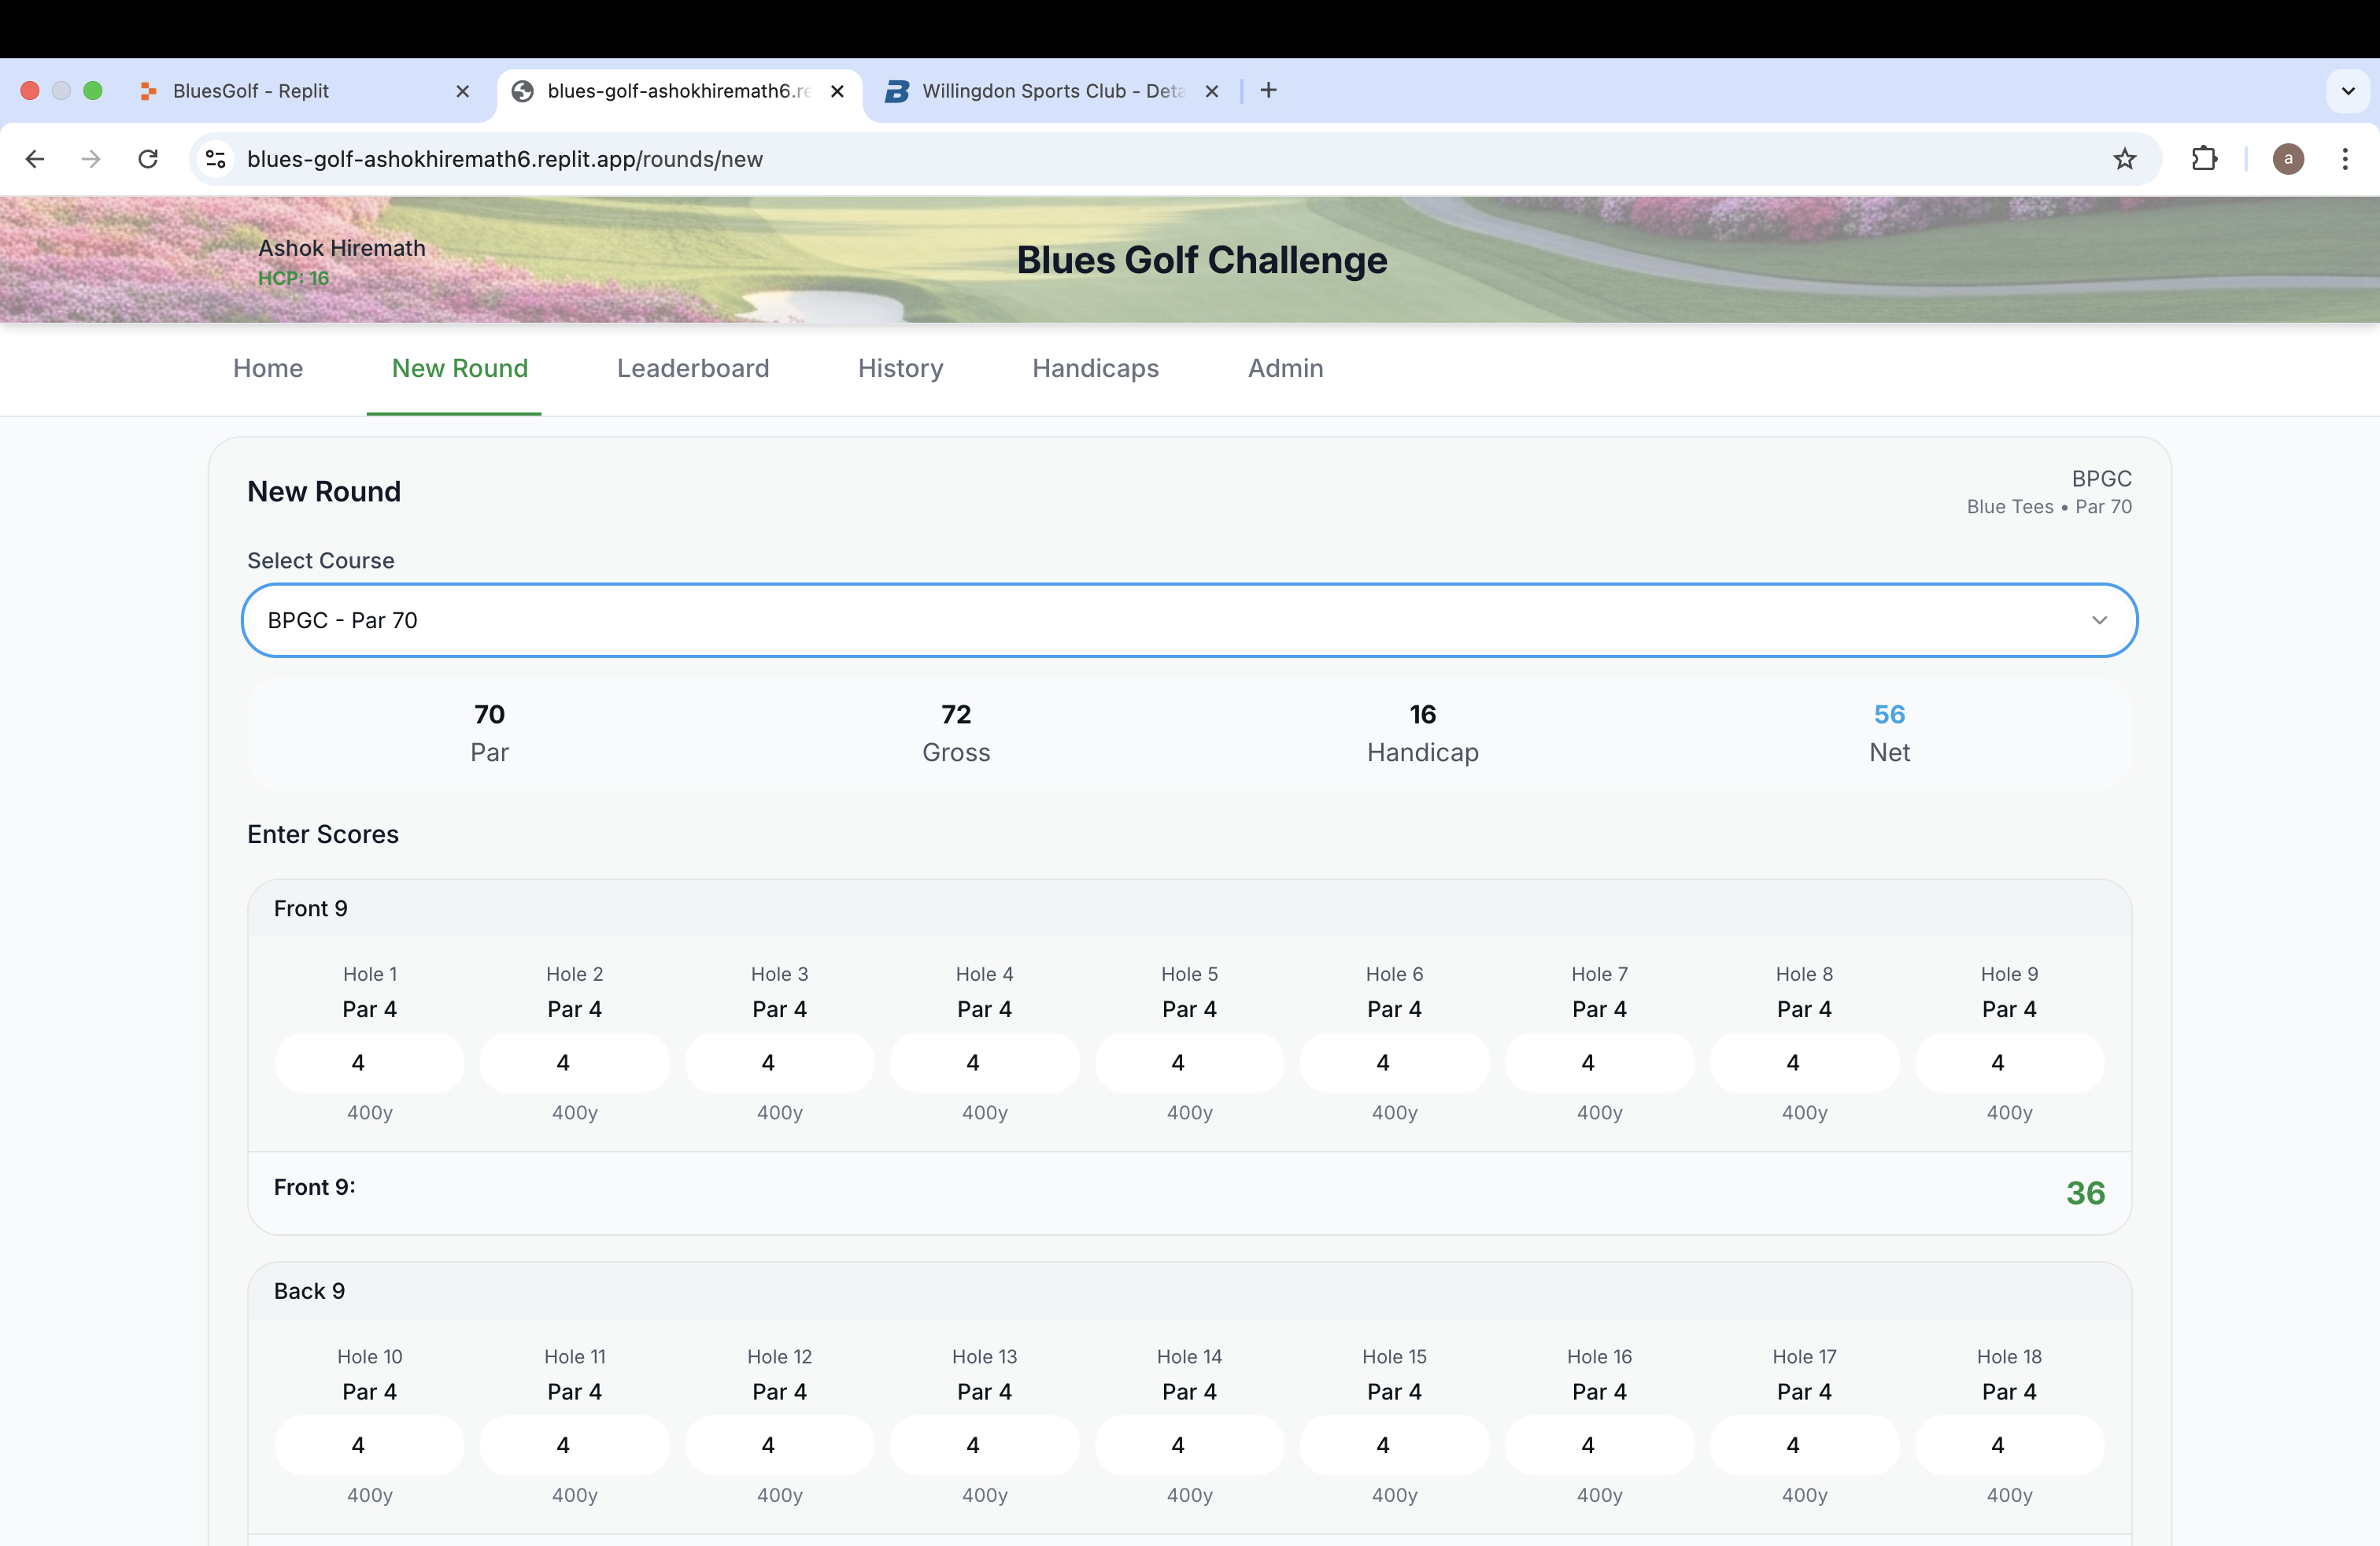 BluesGolf - Replit
blues-golf-ashokhiremath6.re
Willingdon Sports Club - Deta
blues-golf-ashokhiremath6.replit.app/rounds/new
a
Ashok Hiremath
HCP: 16
Blues Golf Challenge
Home New Round Leaderboard History Handicaps Admin
New Round
BPGC
Blue Tees • Par 70
Select Course
BPGC - Par 70
70 72 16 56
Par Gross Handicap Net
Enter Scores
Front 9
Hole 1 Hole 2 Hole 3 Hole 4 Hole 5 Hole 6 Hole 7 Hole 8 Hole 9
Par 4 Par 4 Par 4 Par 4 Par 4 Par 4 Par 4 Par 4 Par 4
4 4 4 4 4 4 4 4 4
400y 400y 400y 400y 400y 400y 400y 400y 400y
Front 9: 36
Back 9
Hole 10 Hole 11 Hole 12 Hole 13 Hole 14 Hole 15 Hole 16 Hole 17 Hole 18
Par 4 Par 4 Par 4 Par 4 Par 4 Par 4 Par 4 Par 4 Par 4
4 4 4 4 4 4 4 4 4
400y 400y 400y 400y 400y 400y 400y 400y 400y